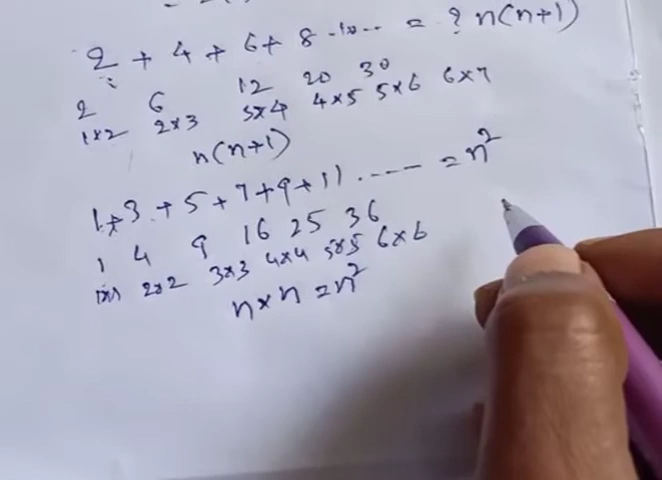 2 + 4 + 6 + 8 ...... = ? n(n+1)
2 6 12 20 30
1×2 2×3 3×4 4×5 5×6 6×7
n(n+1)
1+3+5+7+9+11 ...... = n²
1 4 9 16 25 36
1×1 2×2 3×3 4×4 5×5 6×6
n×n = n²